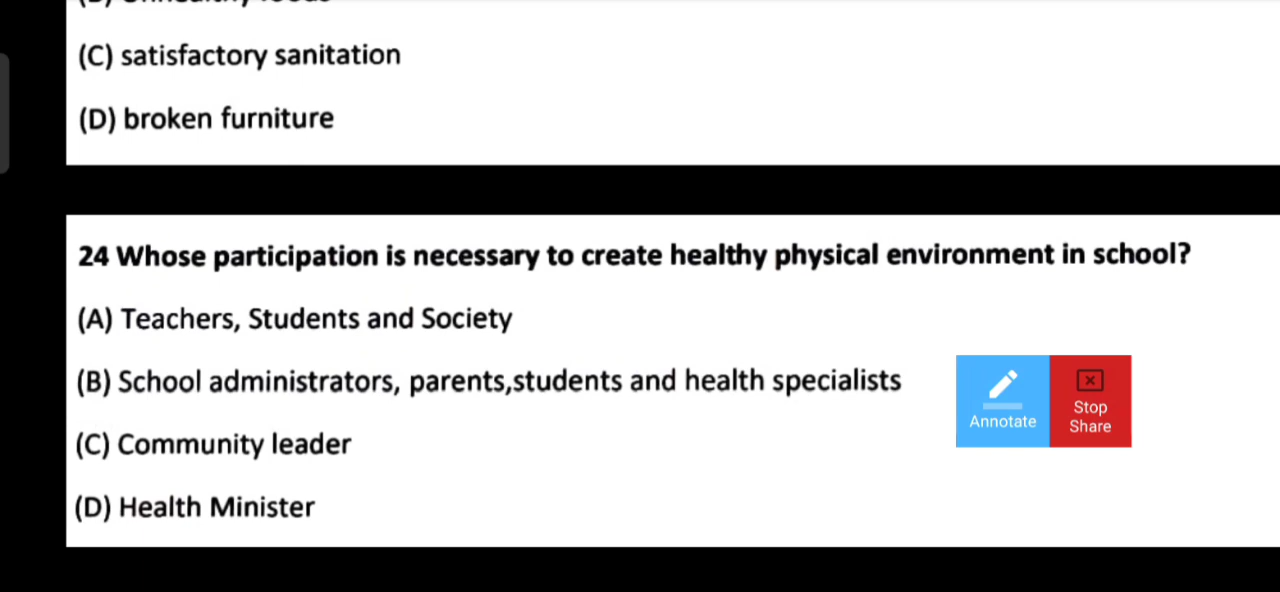 (C) satisfactory sanitation
(D) broken furniture
24 Whose participation is necessary to create healthy physical environment in school?
(A) Teachers, Students and Society
(B) School administrators, parents,students and health specialists
(C) Community leader
(D) Health Minister
Annotate
Stop
Share